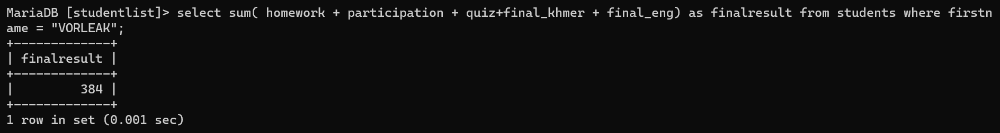 MariaDB [studentlist]> select sum( homework + participation + quiz+final_khmer + final_eng) as finalresult from students where firstn
ame = "VORLEAK";
+-------------+
| finalresult |
+-------------+
|         384 |
+-------------+
1 row in set (0.001 sec)